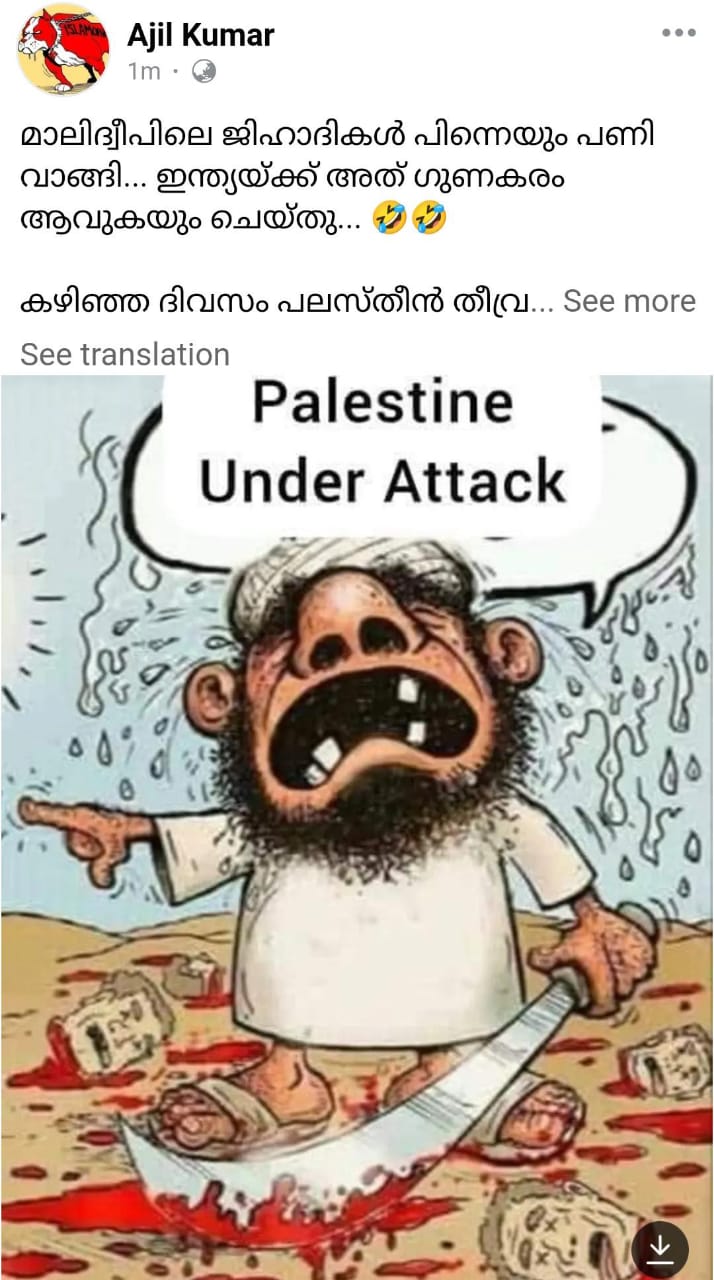 ISLAMOPH
Ajil Kumar
1m ·
മാലിദ്വീപിലെ ജിഹാദികൾ പിന്നെയും പണി
വാങ്ങി... ഇന്ത്യയ്ക്ക് അത് ഗുണകരം
ആവുകയും ചെയ്തു... 🤣🤣
കഴിഞ്ഞ ദിവസം പലസ്തീൻ തീവ്ര... See more
See translation
Palestine
Under Attack